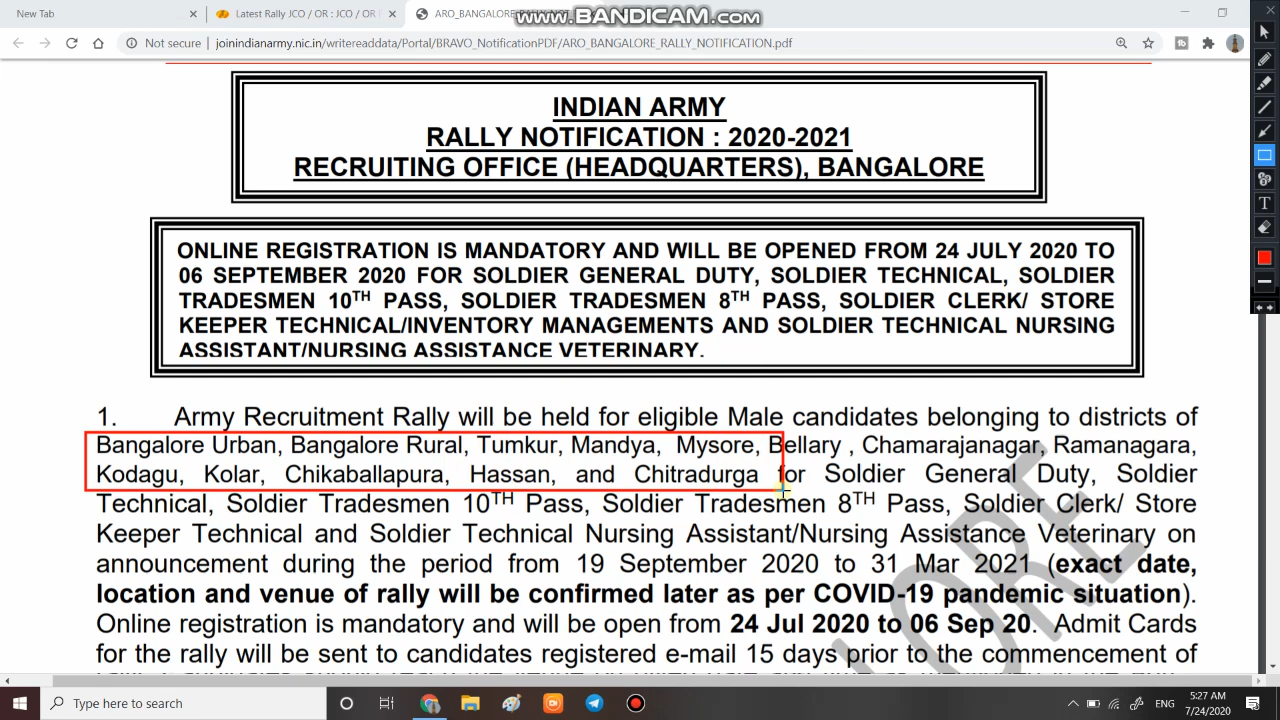 New Tab
Latest Rally JCO / OR : JCO / OR
ARO_BANGALORE
www.BANDICAM.com
Not secure
joinindianarmy.nic.in/writereaddata/Portal/BRAVO_NotificationPDF/ARO_BANGALORE_RALLY_NOTIFICATION.pdf
INDIAN ARMY
RALLY NOTIFICATION : 2020-2021
RECRUITING OFFICE (HEADQUARTERS), BANGALORE
ONLINE REGISTRATION IS MANDATORY AND WILL BE OPENED FROM 24 JULY 2020 TO
06 SEPTEMBER 2020 FOR SOLDIER GENERAL DUTY, SOLDIER TECHNICAL, SOLDIER
TRADESMEN 10TH PASS, SOLDIER TRADESMEN 8TH PASS, SOLDIER CLERK/ STORE
KEEPER TECHNICAL/INVENTORY MANAGEMENTS AND SOLDIER TECHNICAL NURSING
ASSISTANT/NURSING ASSISTANCE VETERINARY.
1. Army Recruitment Rally will be held for eligible Male candidates belonging to districts of
Bangalore Urban, Bangalore Rural, Tumkur, Mandya, Mysore, Bellary , Chamarajanagar, Ramanagara,
Kodagu, Kolar, Chikaballapura, Hassan, and Chitradurga for Soldier General Duty, Soldier
Technical, Soldier Tradesmen 10TH Pass, Soldier Tradesmen 8TH Pass, Soldier Clerk/ Store
Keeper Technical and Soldier Technical Nursing Assistant/Nursing Assistance Veterinary on
announcement during the period from 19 September 2020 to 31 Mar 2021 (exact date,
location and venue of rally will be confirmed later as per COVID-19 pandemic situation).
Online registration is mandatory and will be open from 24 Jul 2020 to 06 Sep 20. Admit Cards
for the rally will be sent to candidates registered e-mail 15 days prior to the commencement of
Type here to search
ENG
5:27 AM
7/24/2020